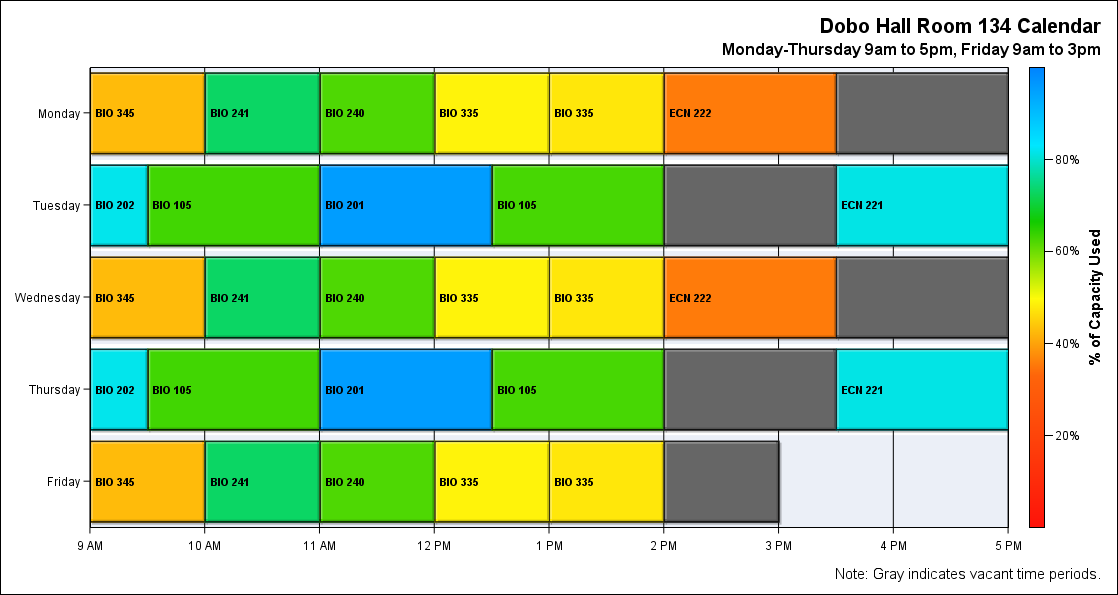 Dobo Hall Room 134 Calendar
Monday-Thursday 9am to 5pm, Friday 9am to 3pm
Monday BIO 345 BIO 241 BIO 240 BIO 335 BIO 335 ECN 222
Tuesday BIO 202 BIO 105 BIO 201 BIO 105 ECN 221
Wednesday BIO 345 BIO 241 BIO 240 BIO 335 BIO 335 ECN 222
Thursday BIO 202 BIO 105 BIO 201 BIO 105 ECN 221
Friday BIO 345 BIO 241 BIO 240 BIO 335 BIO 335
9 AM 10 AM 11 AM 12 PM 1 PM 2 PM 3 PM 4 PM 5 PM
80%
60%
40%
20%
% of Capacity Used
Note: Gray indicates vacant time periods.